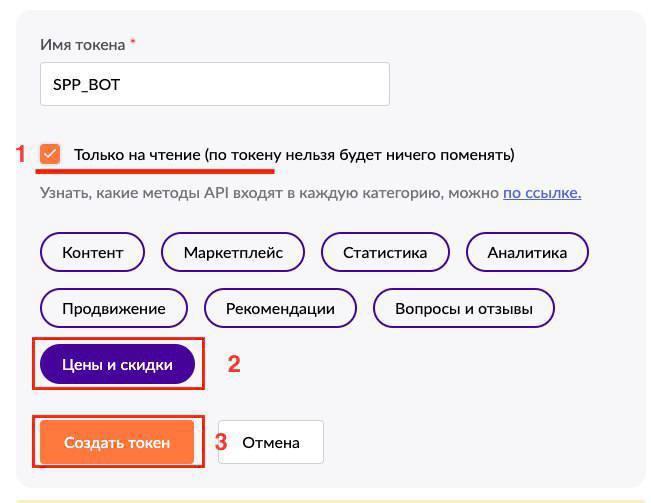 Имя токена *
SPP_BOT
1 Только на чтение (по токену нельзя будет ничего поменять)
Узнать, какие методы API входят в каждую категорию, можно по ссылке.
Контент Маркетплейс Статистика Аналитика
Продвижение Рекомендации Вопросы и отзывы
Цены и скидки 2
Создать токен 3 Отмена